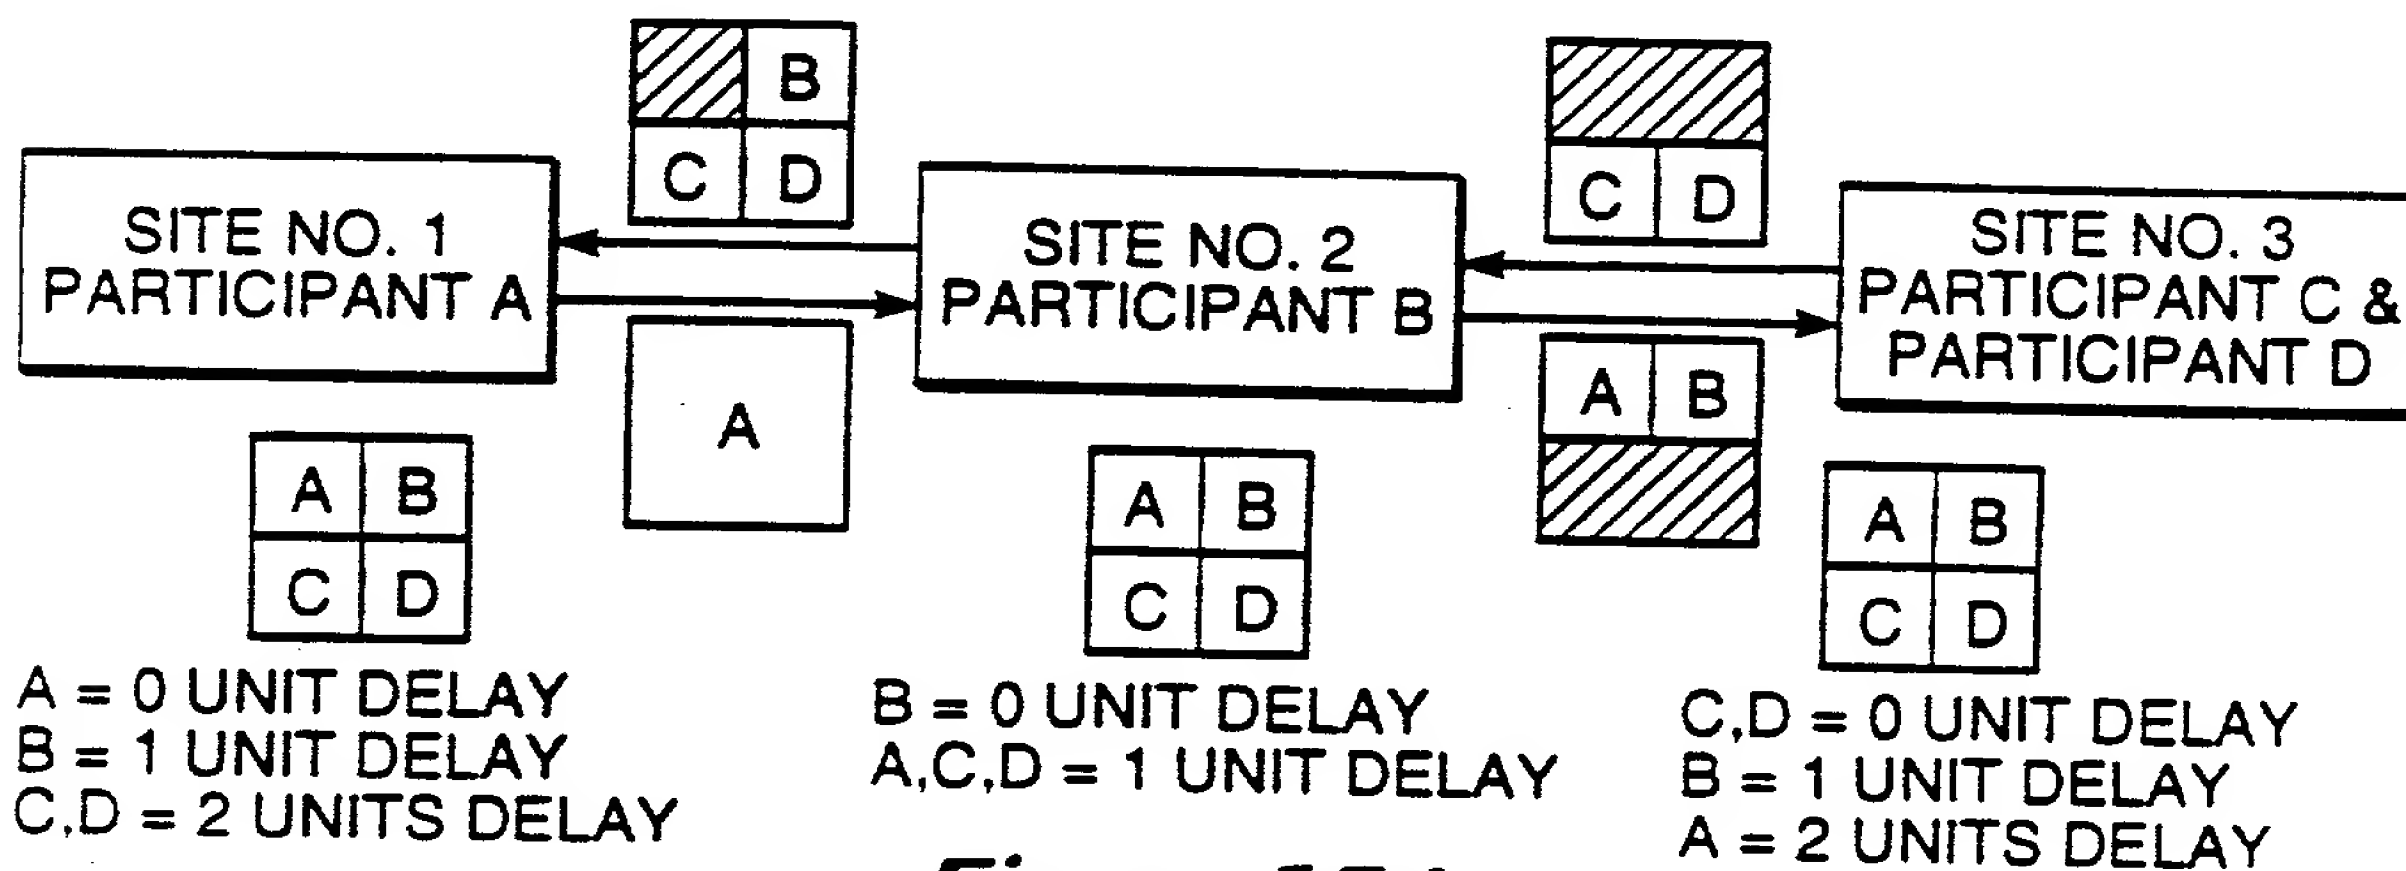 B
C D
C D
SITE NO. 1
PARTICIPANT A
SITE NO. 2
PARTICIPANT B
SITE NO. 3
PARTICIPANT C &
PARTICIPANT D
A
A B
A B
C D
A B
C D
A B
C D
A = 0 UNIT DELAY
B = 1 UNIT DELAY
C,D = 2 UNITS DELAY
B = 0 UNIT DELAY
A,C,D = 1 UNIT DELAY
C,D = 0 UNIT DELAY
B = 1 UNIT DELAY
A = 2 UNITS DELAY